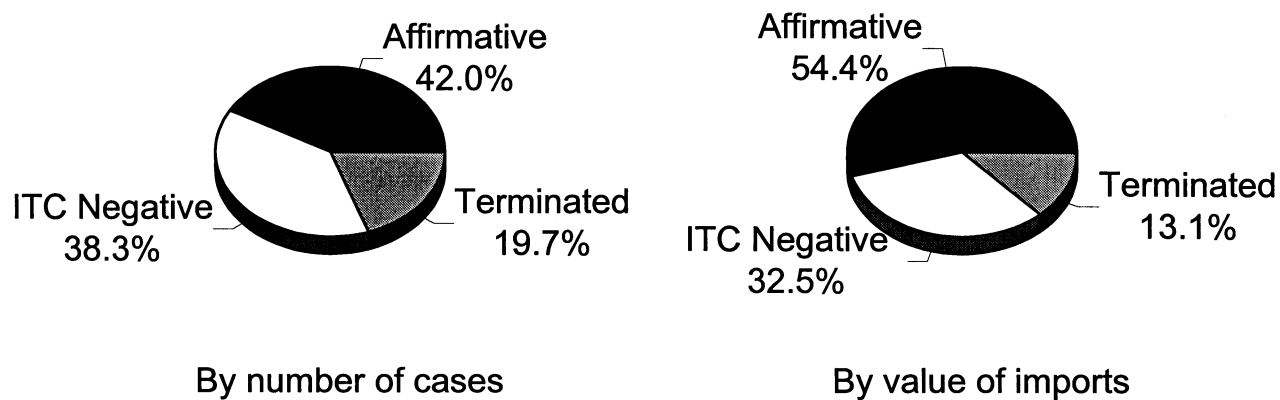 Affirmative
42.0%
ITC Negative
38.3%
Terminated
19.7%
By number of cases
Affirmative
54.4%
ITC Negative
32.5%
Terminated
13.1%
By value of imports